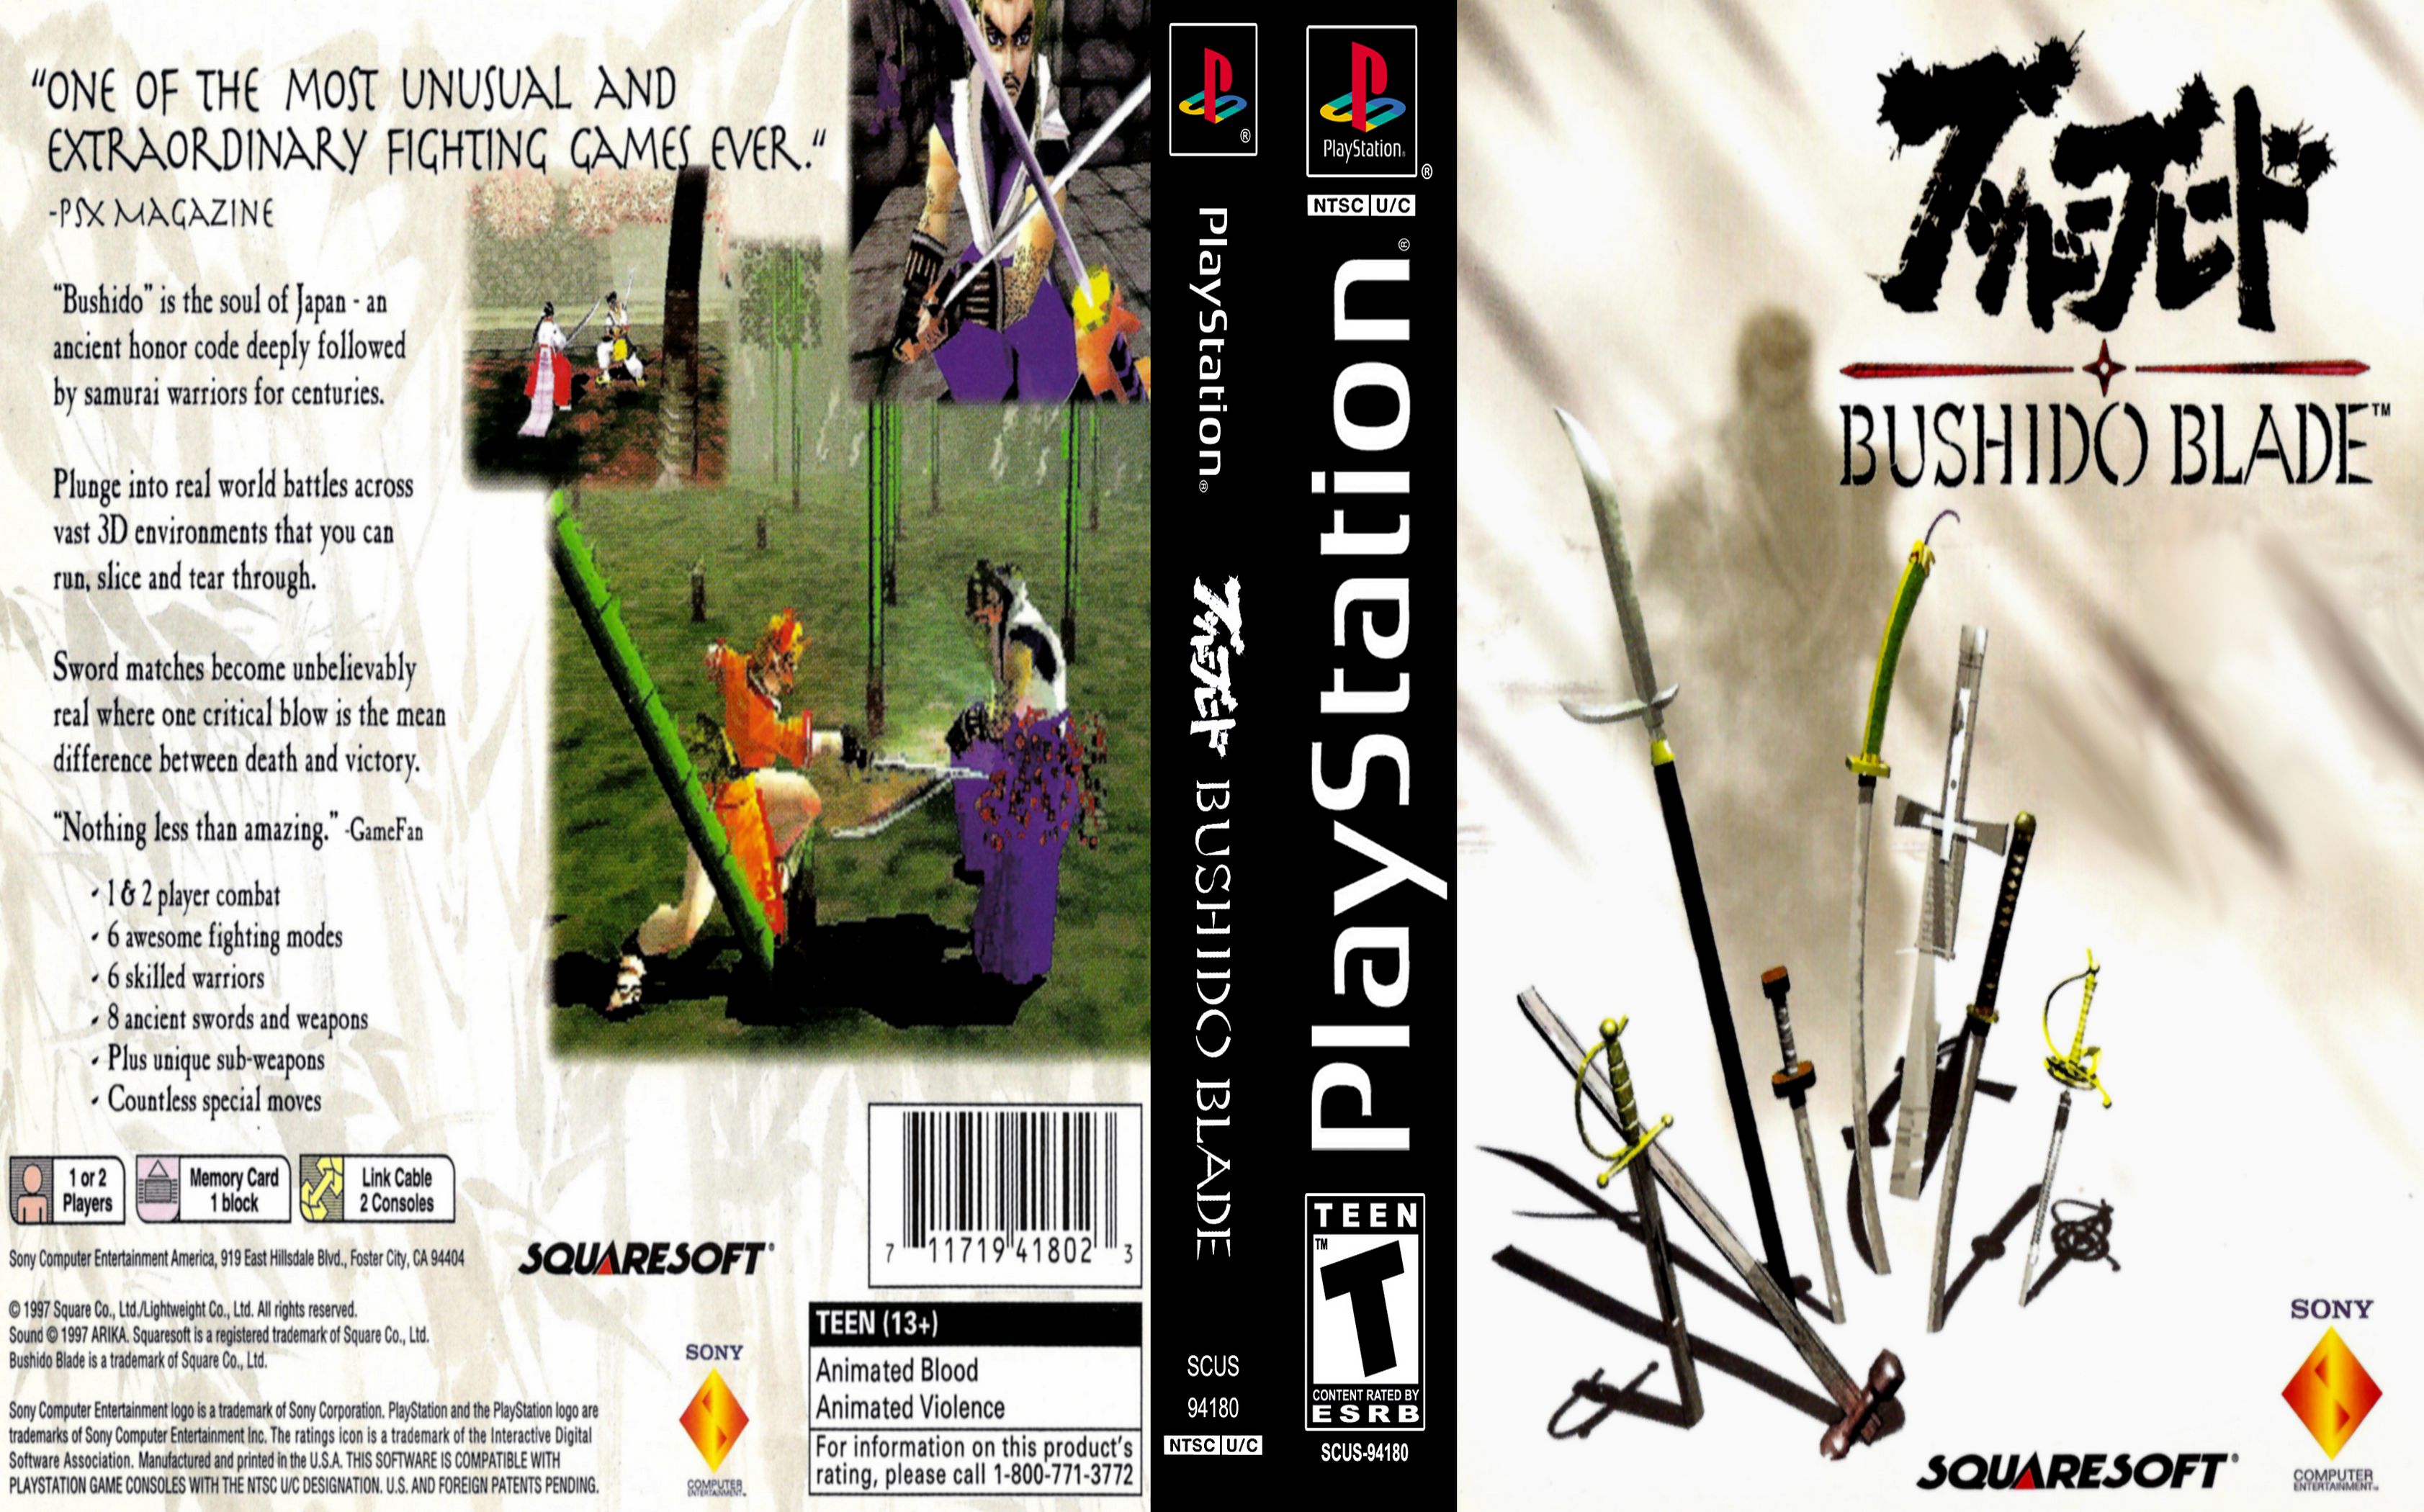 “ONE OF THE MOST UNUSUAL AND
EXTRAORDINARY FIGHTING GAMES EVER.“
-PSX MAGAZINE
“Bushido” is the soul of Japan - an
ancient honor code deeply followed
by samurai warriors for centuries.
Plunge into real world battles across
vast 3D environments that you can
run, slice and tear through.
Sword matches become unbelievably
real where one critical blow is the mean
difference between death and victory.
“Nothing less than amazing.” -GameFan
1 & 2 player combat
6 awesome fighting modes
6 skilled warriors
8 ancient swords and weapons
Plus unique sub-weapons
Countless special moves
1 or 2
Players
Memory Card
1 block
Link Cable
2 Consoles
Sony Computer Entertainment America, 919 East Hillsdale Blvd., Foster City, CA 94404
SQUARESOFT®
© 1997 Square Co., Ltd./Lightweight Co., Ltd. All rights reserved.
Sound © 1997 ARIKA. Squaresoft is a registered trademark of Square Co., Ltd.
Bushido Blade is a trademark of Square Co., Ltd.
Sony Computer Entertainment logo is a trademark of Sony Corporation. PlayStation and the PlayStation logo are
trademarks of Sony Computer Entertainment Inc. The ratings icon is a trademark of the Interactive Digital
Software Association. Manufactured and printed in the U.S.A. THIS SOFTWARE IS COMPATIBLE WITH
PLAYSTATION GAME CONSOLES WITH THE NTSC U/C DESIGNATION. U.S. AND FOREIGN PATENTS PENDING.
SONY
COMPUTER
ENTERTAINMENT™
7 11719 41802 3
TEEN (13+)
Animated Blood
Animated Violence
For information on this product’s
rating, please call 1-800-771-3772
®
PlayStation®
ブシドーブレード BUSHIDO BLADE
SCUS
94180
NTSC U/C
PlayStation®
®
NTSC U/C
PlayStation®
TEEN
™
T
CONTENT RATED BY
ESRB
SCUS-94180
ブシドーブレード
BUSHIDO BLADE™
SQUARESOFT®
SONY
COMPUTER
ENTERTAINMENT™